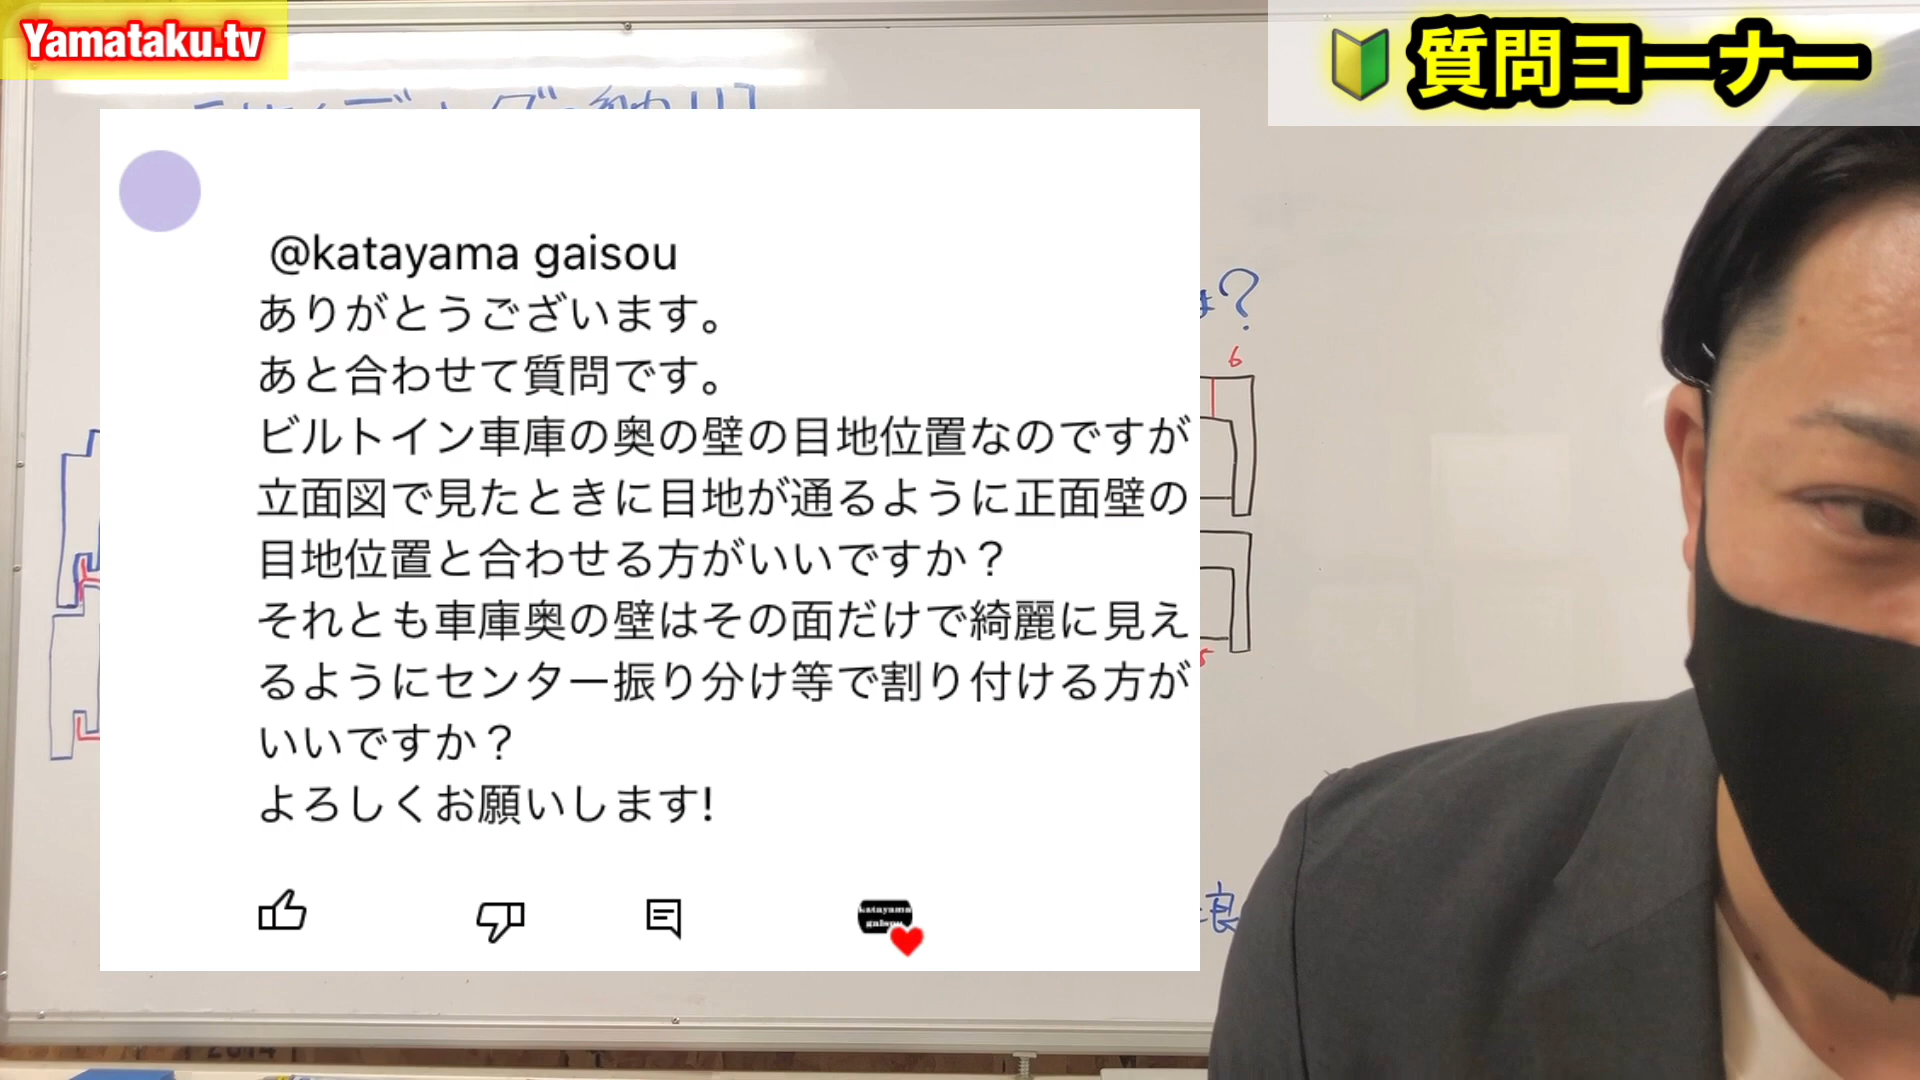 Yamataku.tv
質問コーナー
@katayama gaisou
ありがとうございます。
あと合わせて質問です。
ビルトイン車庫の奥の壁の目地位置なのですが
立面図で見たときに目地が通るように正面壁の
目地位置と合わせる方がいいですか？
それとも車庫奥の壁はその面だけで綺麗に見え
るようにセンター振り分け等で割り付ける方が
いいですか？
よろしくお願いします!
katayama
gaisou
は?
6
良